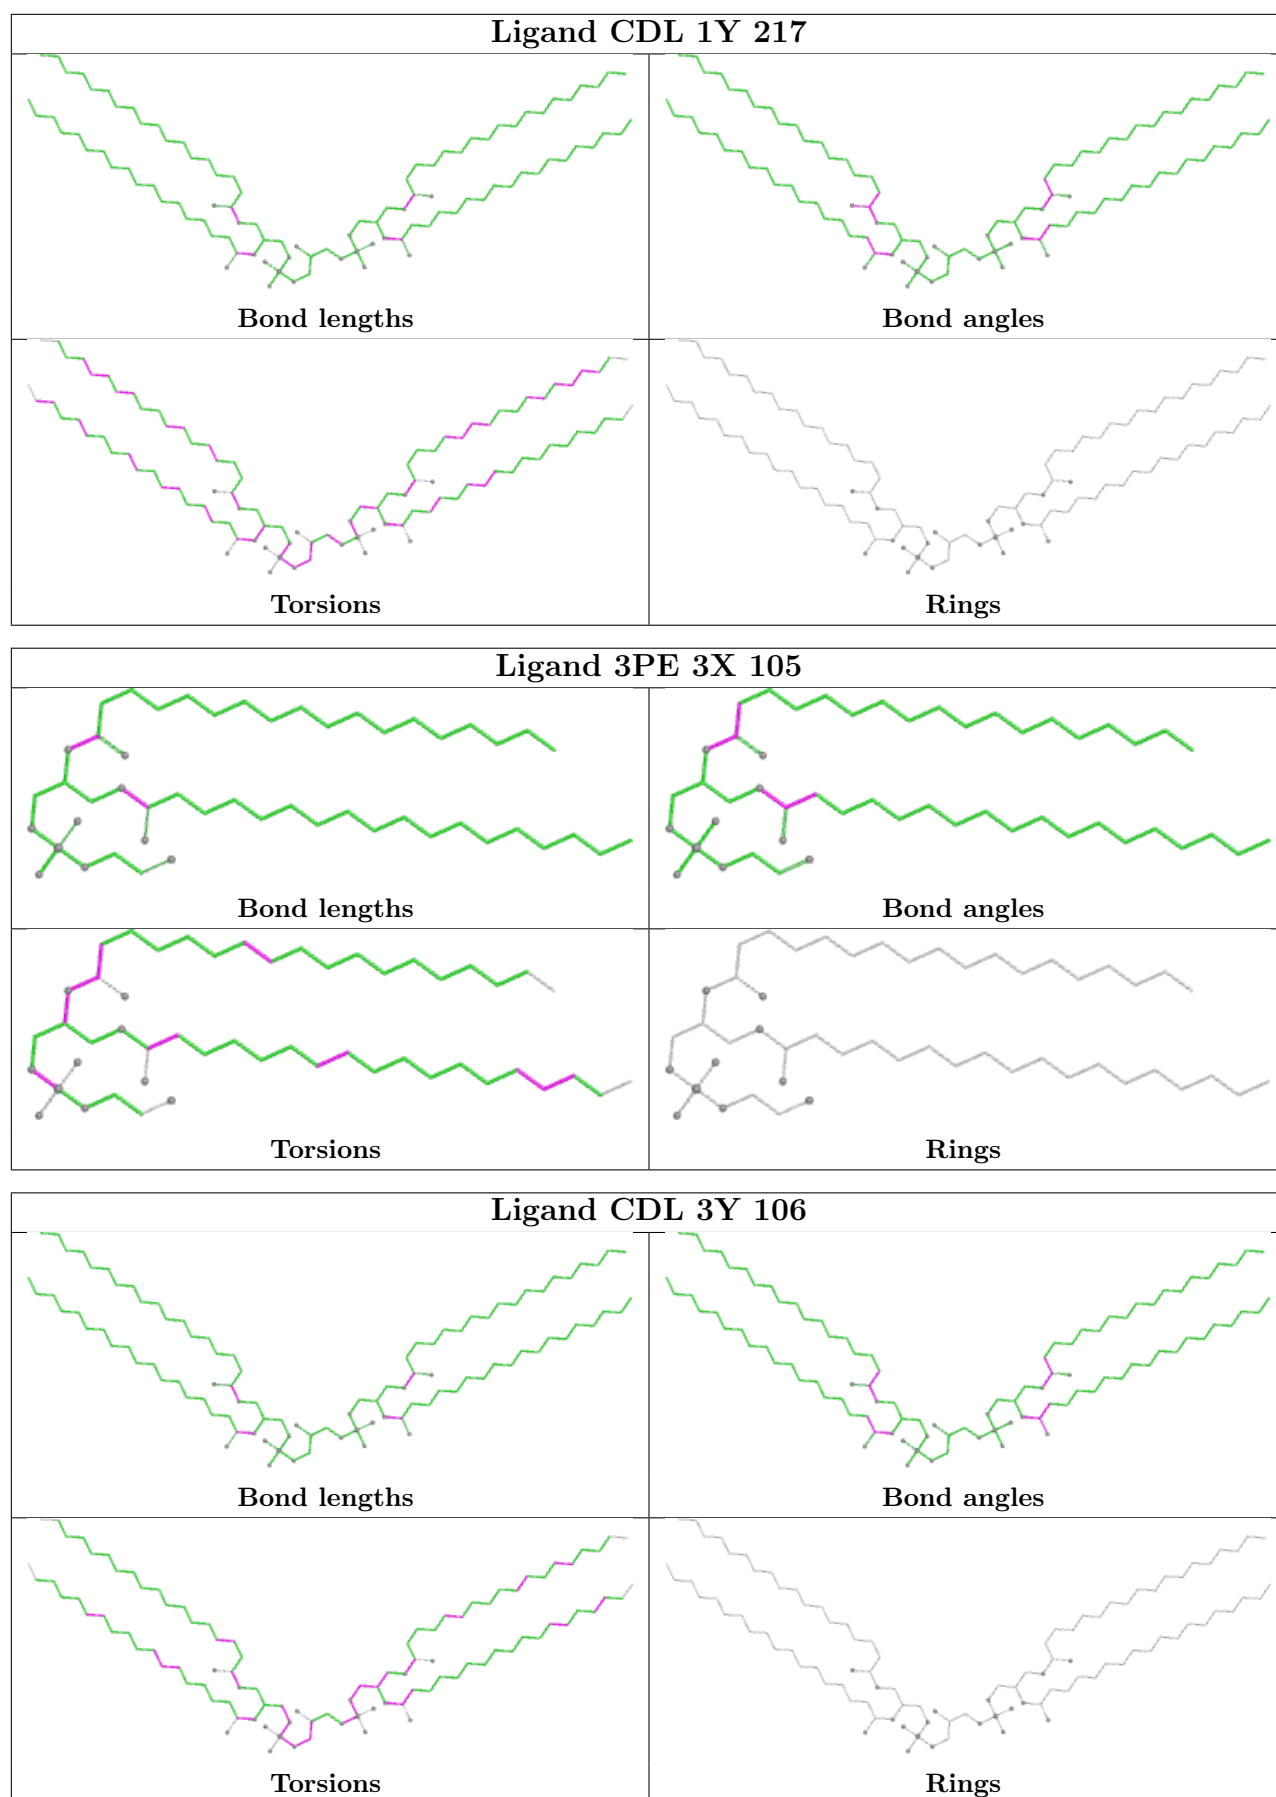 Ligand CDL 1Y 217
Bond lengths
Bond angles
Torsions
Rings
Ligand 3PE 3X 105
Bond lengths
Bond angles
Torsions
Rings
Ligand CDL 3Y 106
Bond lengths
Bond angles
Torsions
Rings